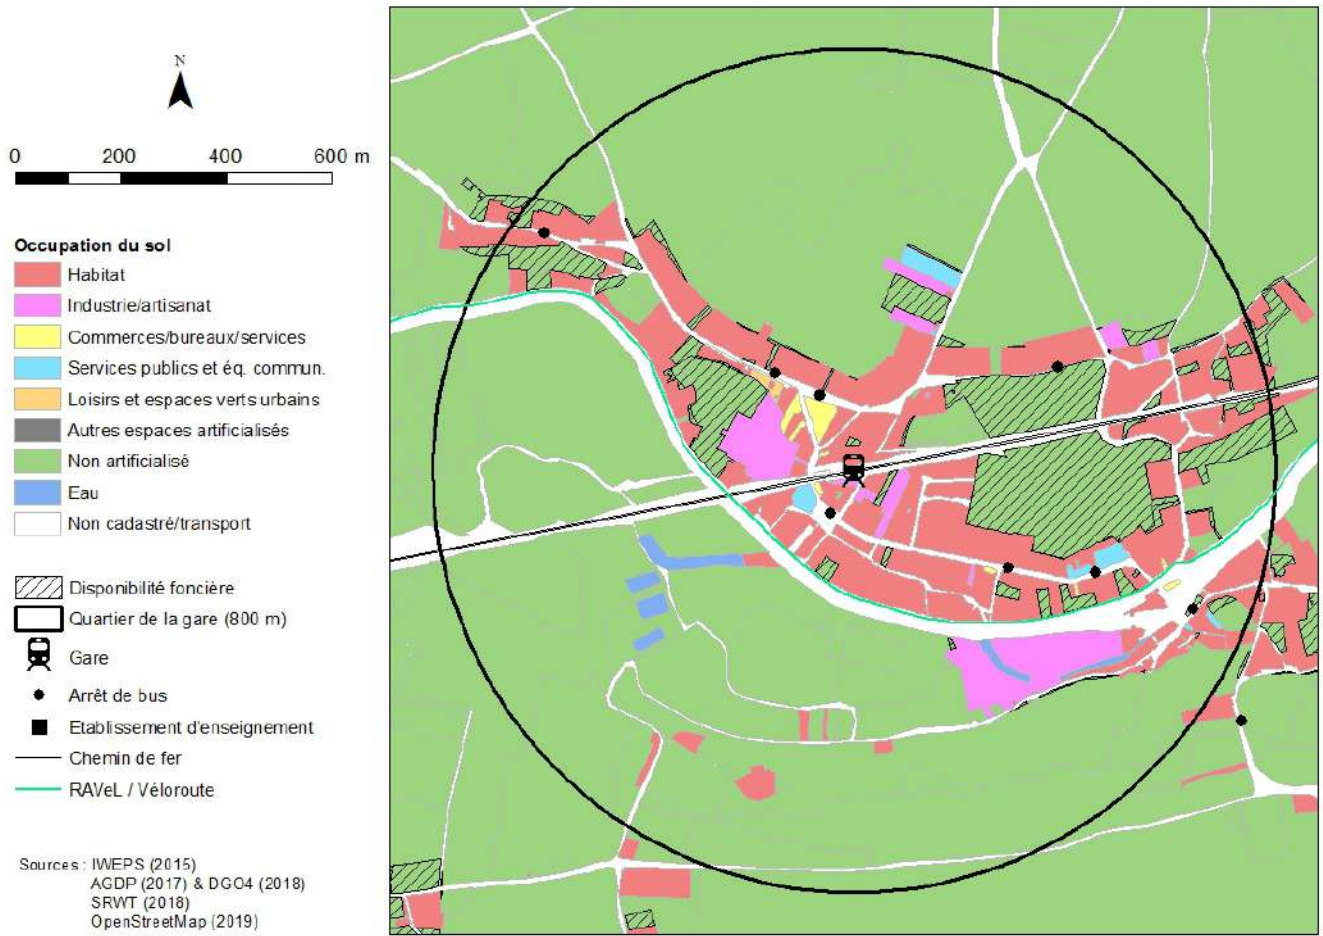 N
0 200 400 600 m
Occupation du sol
Habitat
Industrie/artisanat
Commerces/bureaux/services
Services publics et éq. commun.
Loisirs et espaces verts urbains
Autres espaces artificialisés
Non artificialisé
Eau
Non cadastré/transport
Disponibilité foncière
Quartier de la gare (800 m)
Gare
Arrêt de bus
Etablissement d'enseignement
Chemin de fer
RAVeL / Véloroute
Sources : IWEPS (2015)
AGDP (2017) & DGO4 (2018)
SRWT (2018)
OpenStreetMap (2019)